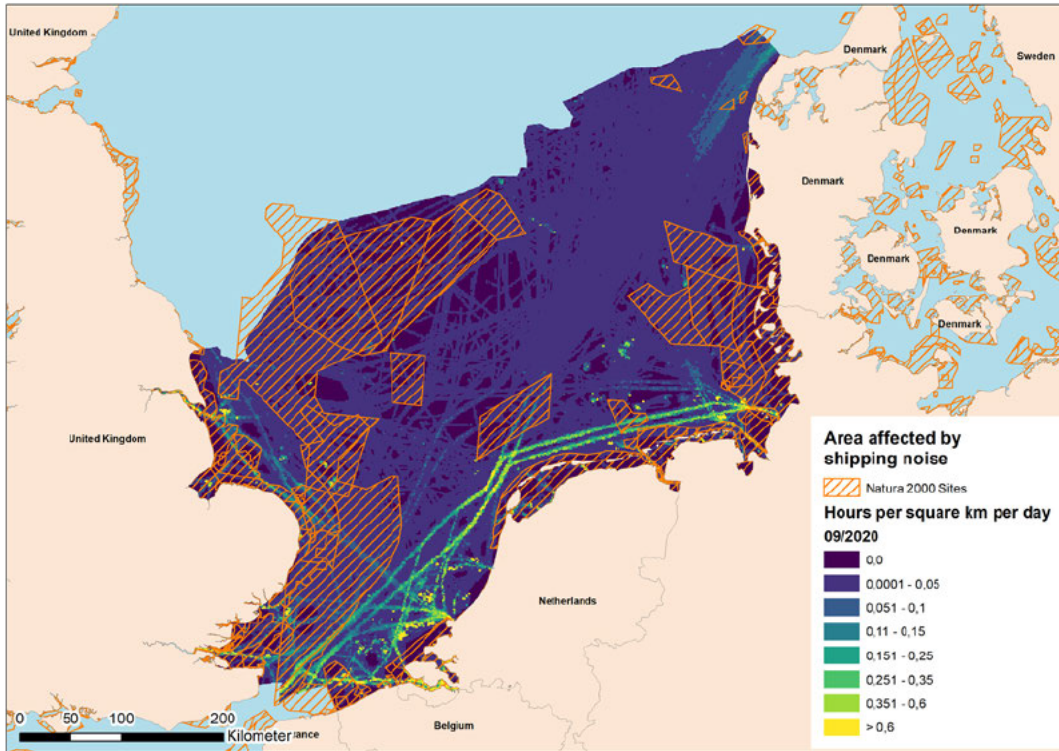 United Kingdom
Denmark
Sweden
Denmark
Denmark
Denmark
Denmark
United Kingdom
Netherlands
Belgium
ance
0 50 100 200
Kilometer
Area affected by
shipping noise
Natura 2000 Sites
Hours per square km per day
09/2020
0,0
0,0001 - 0,05
0,051 - 0,1
0,11 - 0,15
0,151 - 0,25
0,251 - 0,35
0,351 - 0,6
> 0,6